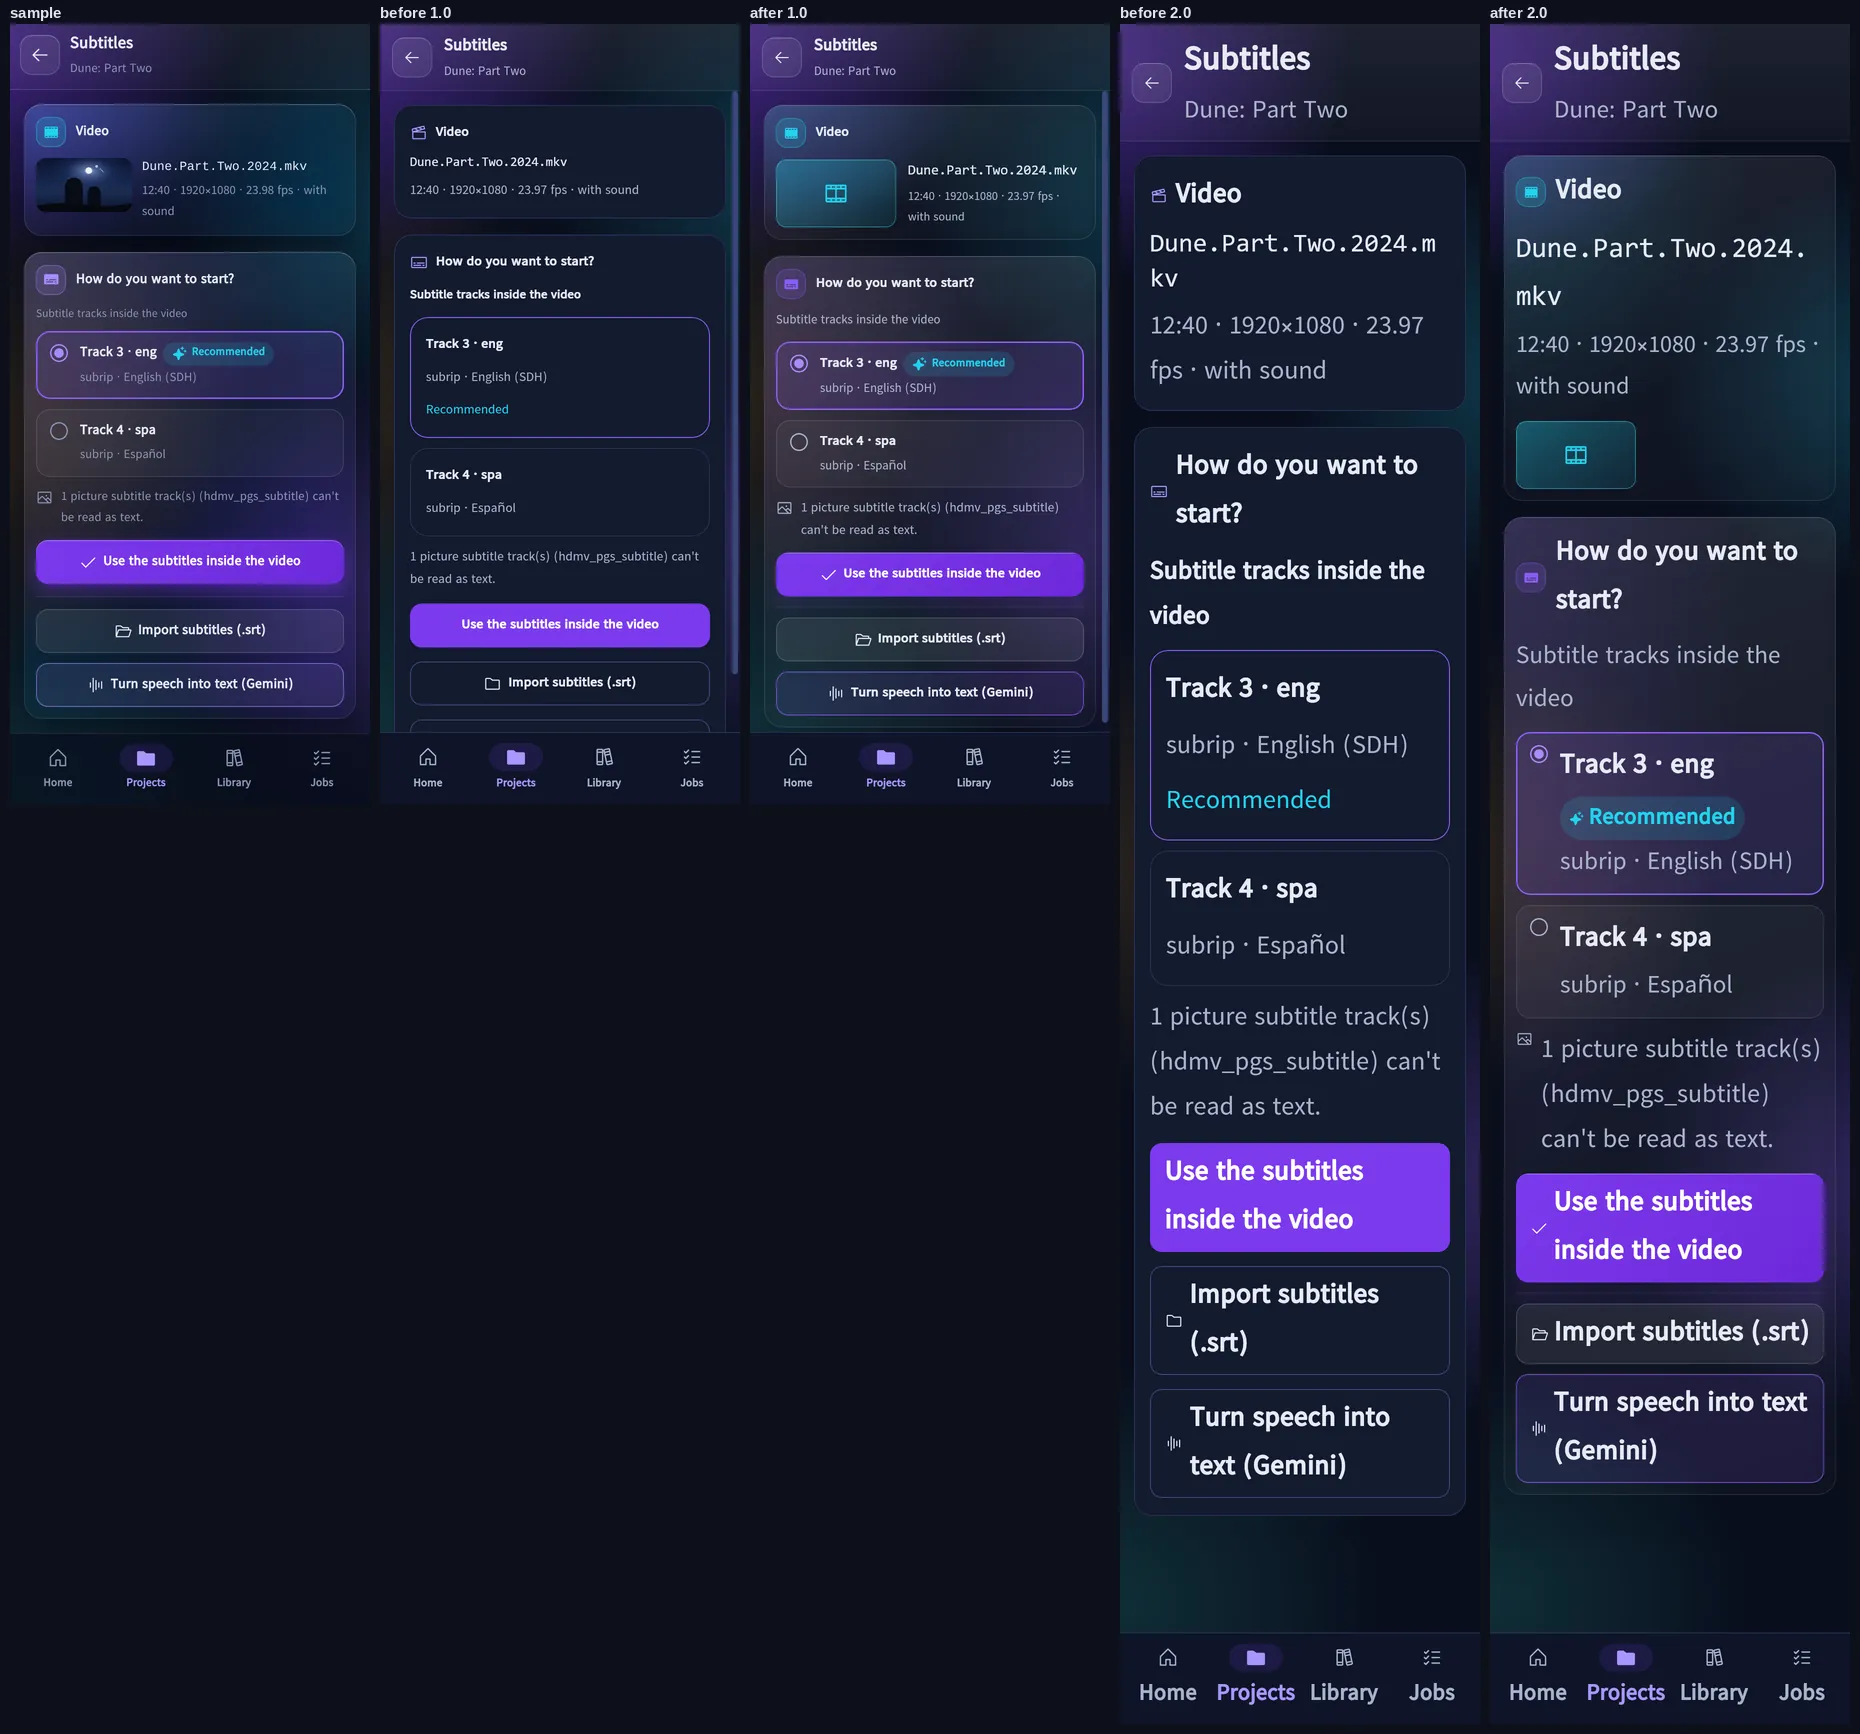 sample
Subtitles
Dune: Part Two
Video
Dune.Part.Two.2024.mkv
12:40 · 1920×1080 · 23.98 fps · with
sound
How do you want to start?
Subtitle tracks inside the video
Track 3 · eng
Recommended
subrip · English (SDH)
Track 4 · spa
subrip · Español
1 picture subtitle track(s) (hdmv_pgs_subtitle) can't
be read as text.
Use the subtitles inside the video
Import subtitles (.srt)
Turn speech into text (Gemini)
Home
Projects
Library
Jobs
before 1.0
Subtitles
Dune: Part Two
Video
Dune.Part.Two.2024.mkv
12:40 · 1920×1080 · 23.97 fps · with sound
How do you want to start?
Subtitle tracks inside the video
Track 3 · eng
subrip · English (SDH)
Recommended
Track 4 · spa
subrip · Español
1 picture subtitle track(s) (hdmv_pgs_subtitle) can't
be read as text.
Use the subtitles inside the video
Import subtitles (.srt)
Home
Projects
Library
Jobs
after 1.0
Subtitles
Dune: Part Two
Video
Dune.Part.Two.2024.mkv
12:40 · 1920×1080 · 23.97 fps ·
with sound
How do you want to start?
Subtitle tracks inside the video
Track 3 · eng
Recommended
subrip · English (SDH)
Track 4 · spa
subrip · Español
1 picture subtitle track(s) (hdmv_pgs_subtitle)
can't be read as text.
Use the subtitles inside the video
Import subtitles (.srt)
Turn speech into text (Gemini)
Home
Projects
Library
Jobs
before 2.0
Subtitles
Dune: Part Two
Video
Dune.Part.Two.2024.m
kv
12:40 · 1920×1080 · 23.97
fps · with sound
How do you want to
start?
Subtitle tracks inside the
video
Track 3 · eng
subrip · English (SDH)
Recommended
Track 4 · spa
subrip · Español
1 picture subtitle track(s)
(hdmv_pgs_subtitle) can't
be read as text.
Use the subtitles
inside the video
Import subtitles
(.srt)
Turn speech into
text (Gemini)
Home
Projects
Library
Jobs
after 2.0
Subtitles
Dune: Part Two
Video
Dune.Part.Two.2024.
mkv
12:40 · 1920×1080 · 23.97 fps ·
with sound
How do you want to
start?
Subtitle tracks inside the
video
Track 3 · eng
Recommended
subrip · English (SDH)
Track 4 · spa
subrip · Español
1 picture subtitle track(s)
(hdmv_pgs_subtitle)
can't be read as text.
Use the subtitles
inside the video
Import subtitles (.srt)
Turn speech into text
(Gemini)
Home
Projects
Library
Jobs